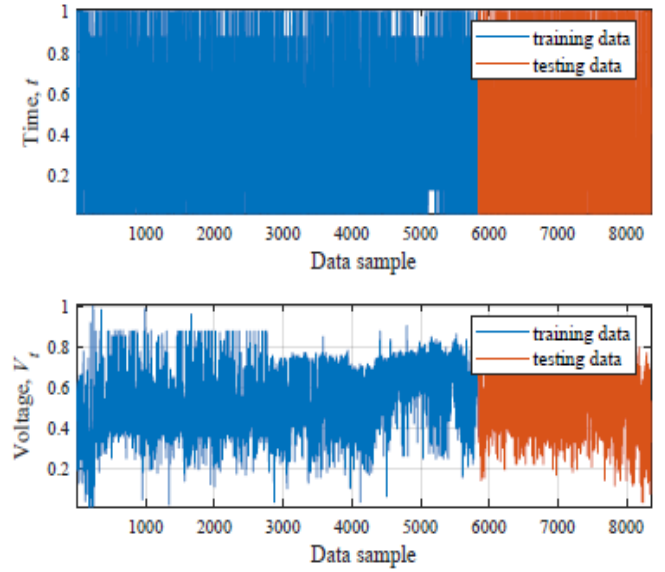 1
0.8
0.6
0.4
0.2
Time, t
training data
testing data
1000 2000 3000 4000 5000 6000 7000 8000
Data sample
1
0.8
0.6
0.4
0.2
Voltage, V_t
training data
testing data
1000 2000 3000 4000 5000 6000 7000 8000
Data sample